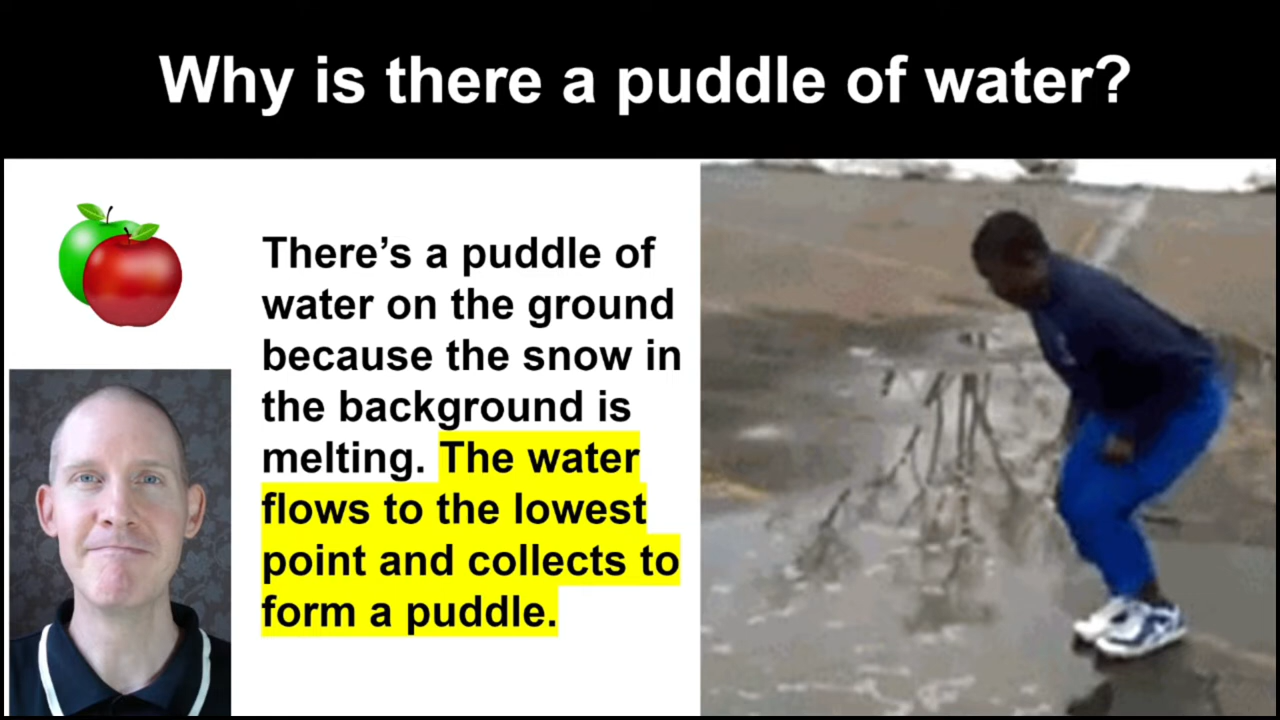 Why is there a puddle of water?
There’s a puddle of
water on the ground
because the snow in
the background is
melting. The water
flows to the lowest
point and collects to
form a puddle.